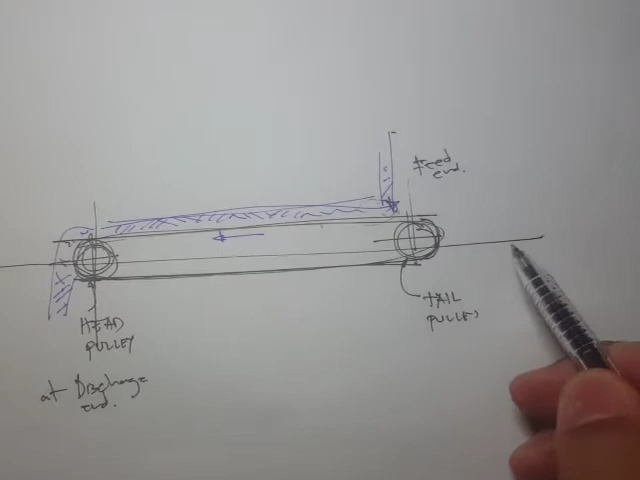 Feed
end.
TAIL
PULLEY
HEAD
PULLEY
at Discharge
end.